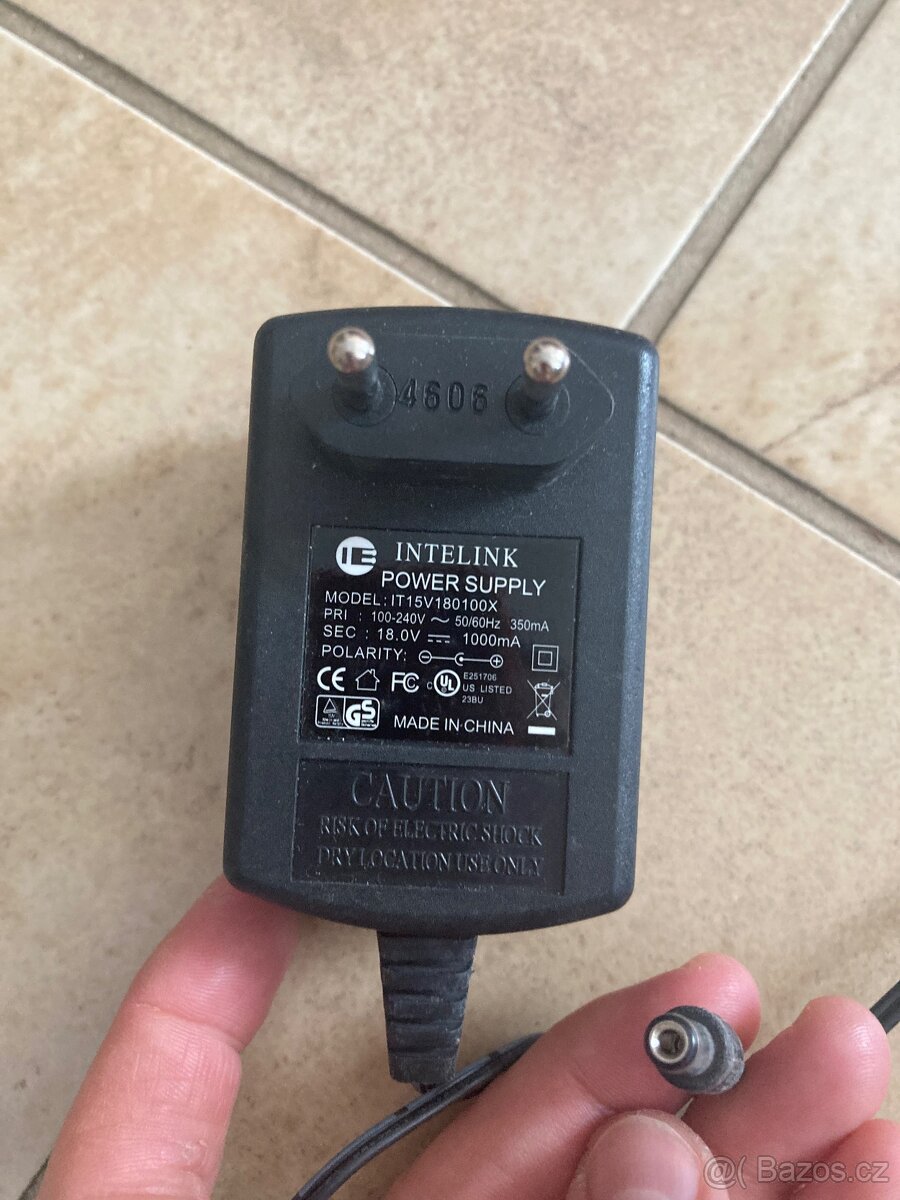 4606
INTELINK
POWER SUPPLY
MODEL: IT15V180100X
PRI : 100-240V ~ 50/60Hz 350mA
SEC : 18.0V ⎓ 1000mA
POLARITY:
CE FC c UL US LISTED
E251706
23BU
GS
MADE IN CHINA
CAUTION
RISK OF ELECTRIC SHOCK
DRY LOCATION USE ONLY
@( Bazos.cz